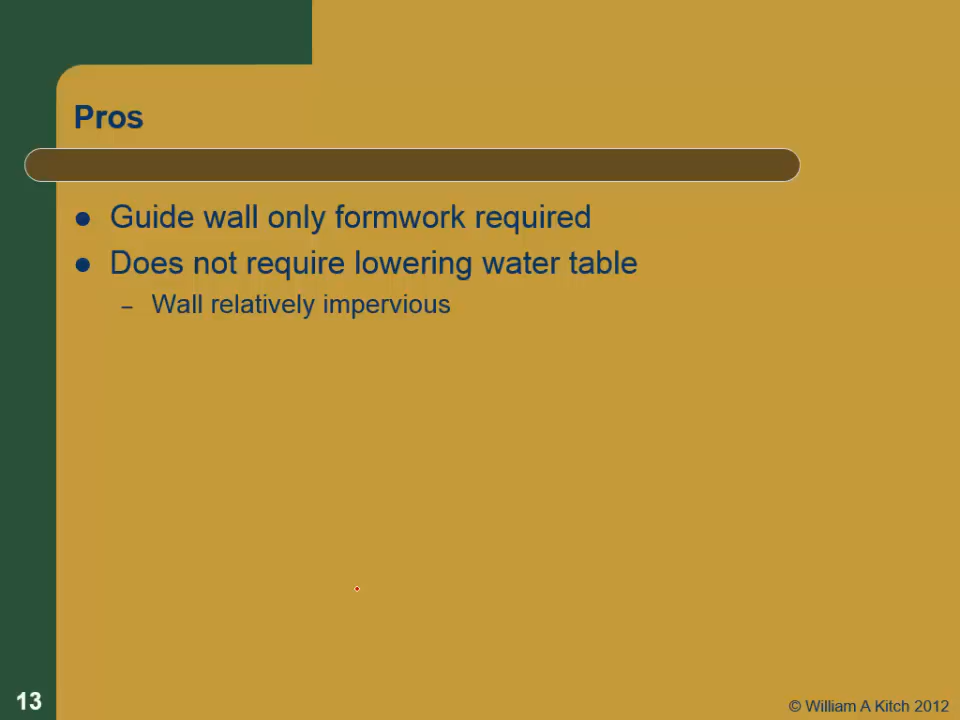 Pros
● Guide wall only formwork required
● Does not require lowering water table
– Wall relatively impervious
13
© William A Kitch 2012